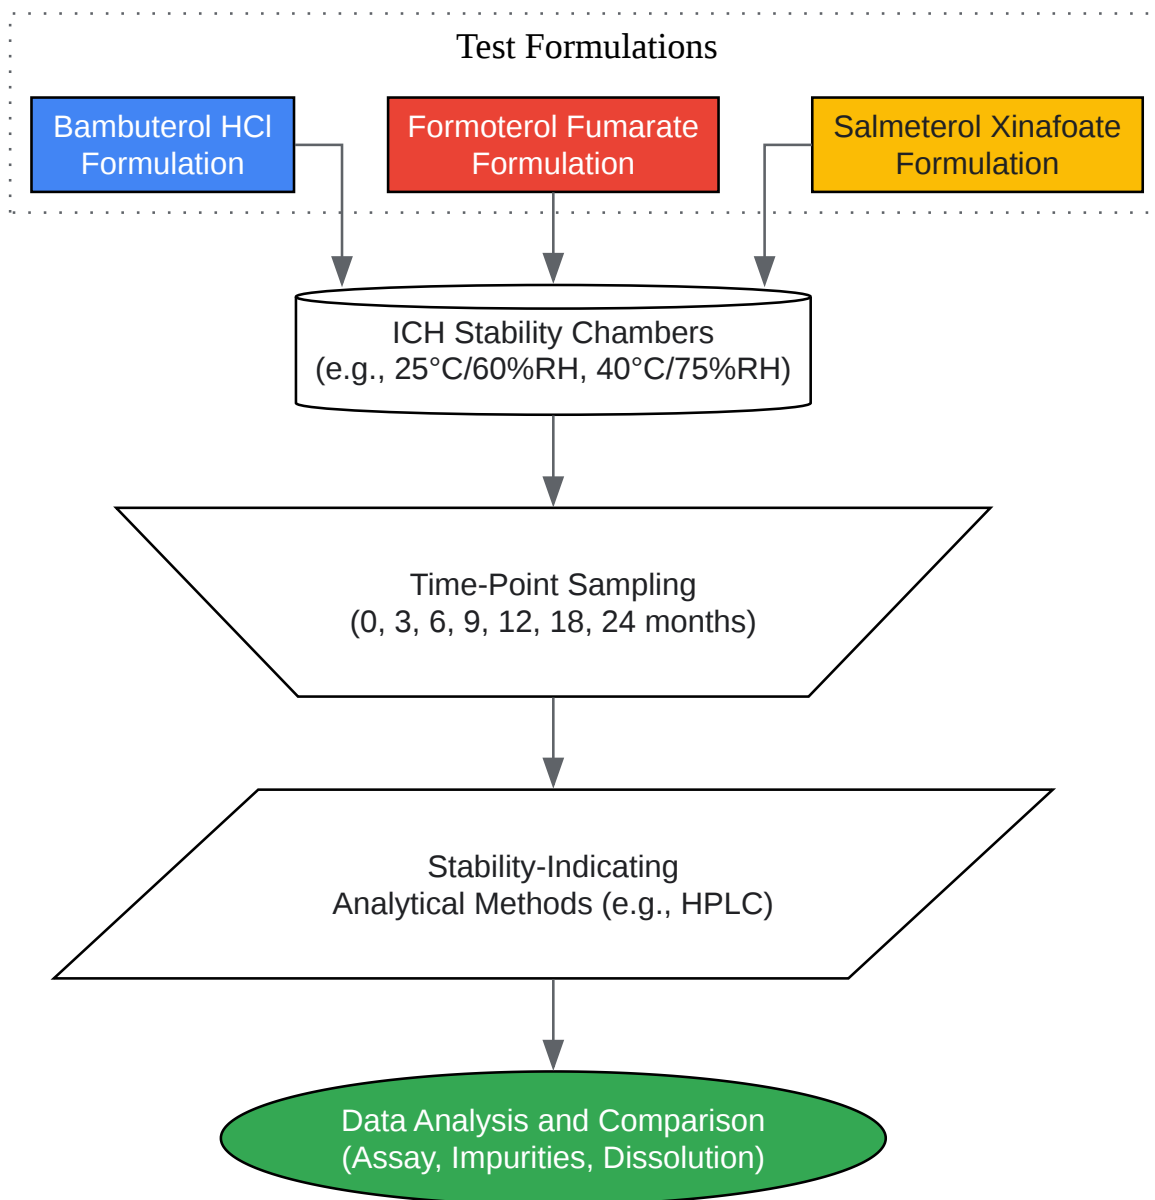 Test Formulations
Bambuterol HCl
Formulation
Formoterol Fumarate
Formulation
Salmeterol Xinafoate
Formulation
ICH Stability Chambers
(e.g., 25°C/60%RH, 40°C/75%RH)
Time-Point Sampling
(0, 3, 6, 9, 12, 18, 24 months)
Stability-Indicating
Analytical Methods (e.g., HPLC)
Data Analysis and Comparison
(Assay, Impurities, Dissolution)